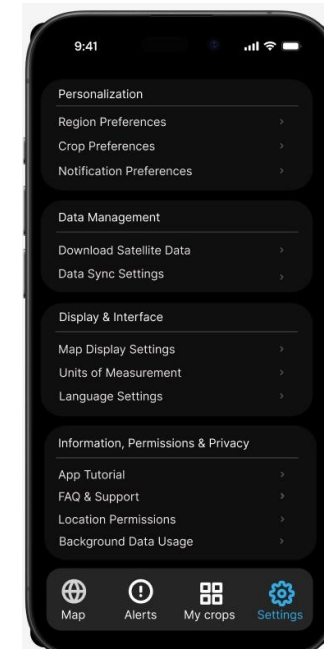 9:41
Personalization
Region Preferences
Crop Preferences
Notification Preferences
Data Management
Download Satellite Data
Data Sync Settings
Display & Interface
Map Display Settings
Units of Measurement
Language Settings
Information, Permissions & Privacy
App Tutorial
FAQ & Support
Location Permissions
Background Data Usage
Map Alerts My crops Settings